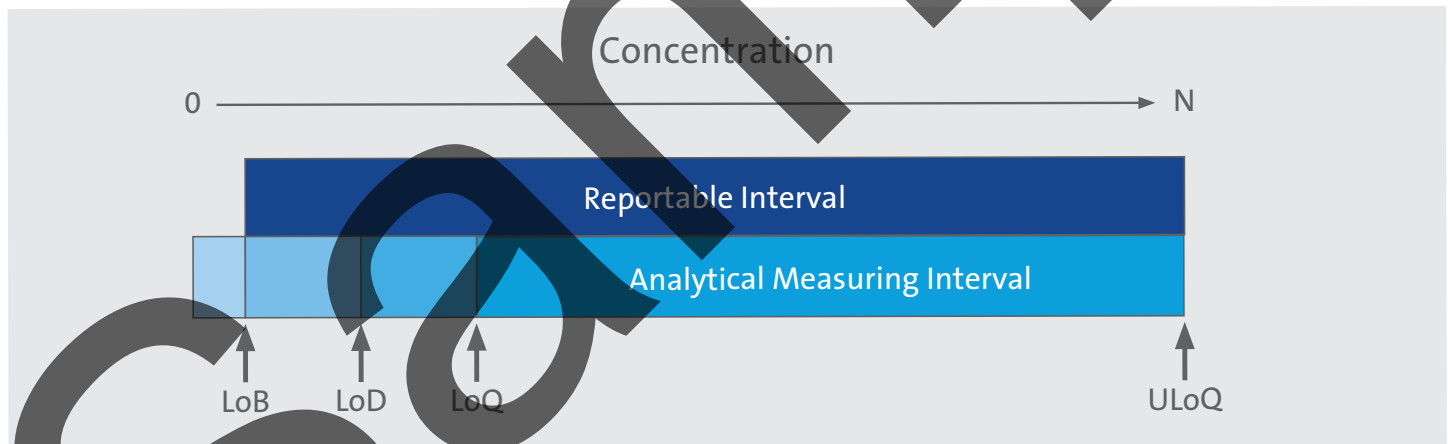 Concentration
0 N
Reportable Interval
Analytical Measuring Interval
LoB LoD LoQ ULoQ